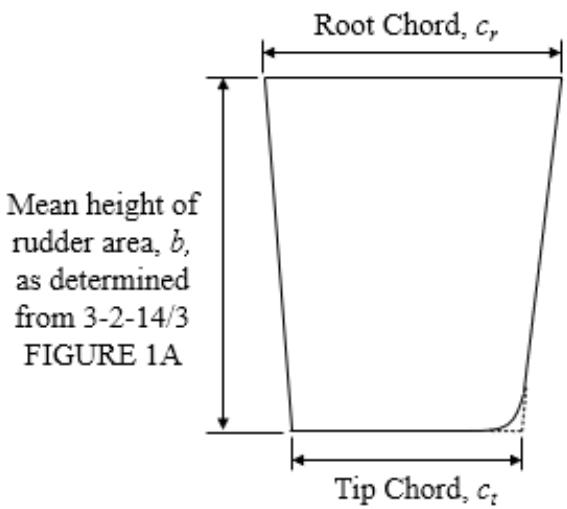 Root Chord, cᵣ
Mean height of
rudder area, b,
as determined
from 3-2-14/3
FIGURE 1A
Tip Chord, cₜ